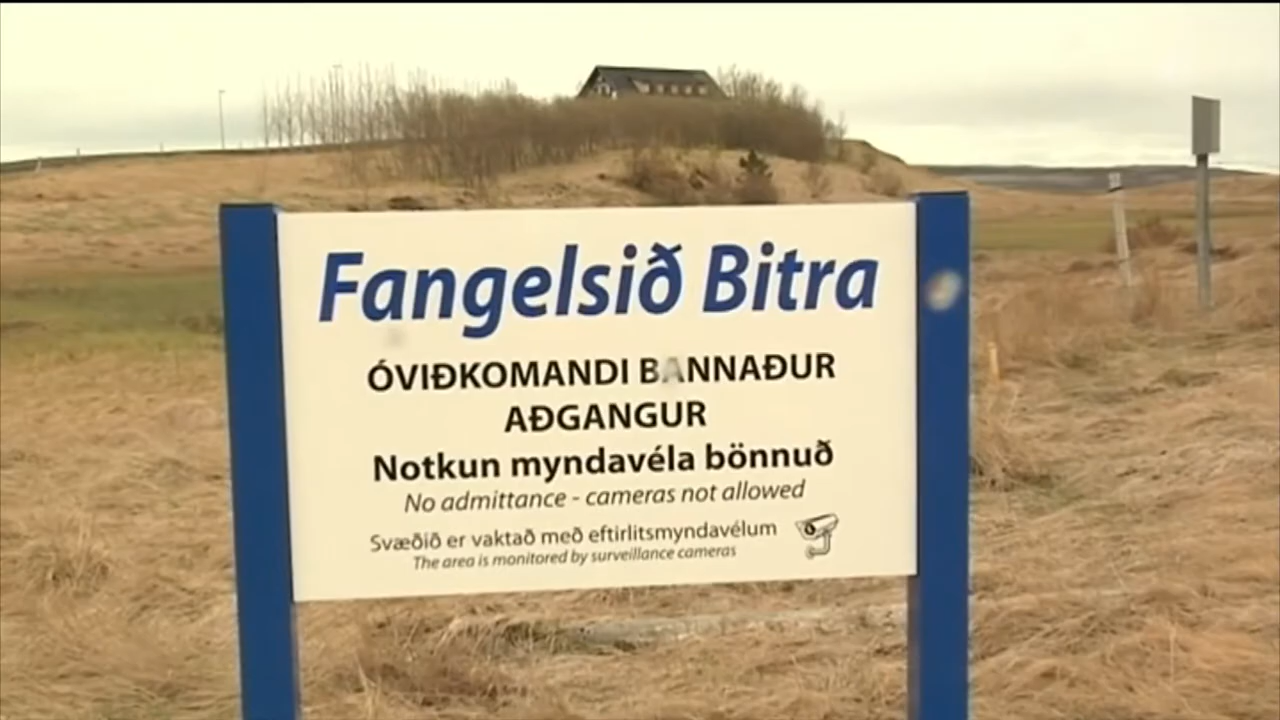 Fangelsið Bitra
ÓVIÐKOMANDI BANNAÐUR
AÐGANGUR
Notkun myndavéla bönnuð
No admittance - cameras not allowed
Svæðið er vaktað með eftirlitsmyndavélum
The area is monitored by surveillance cameras